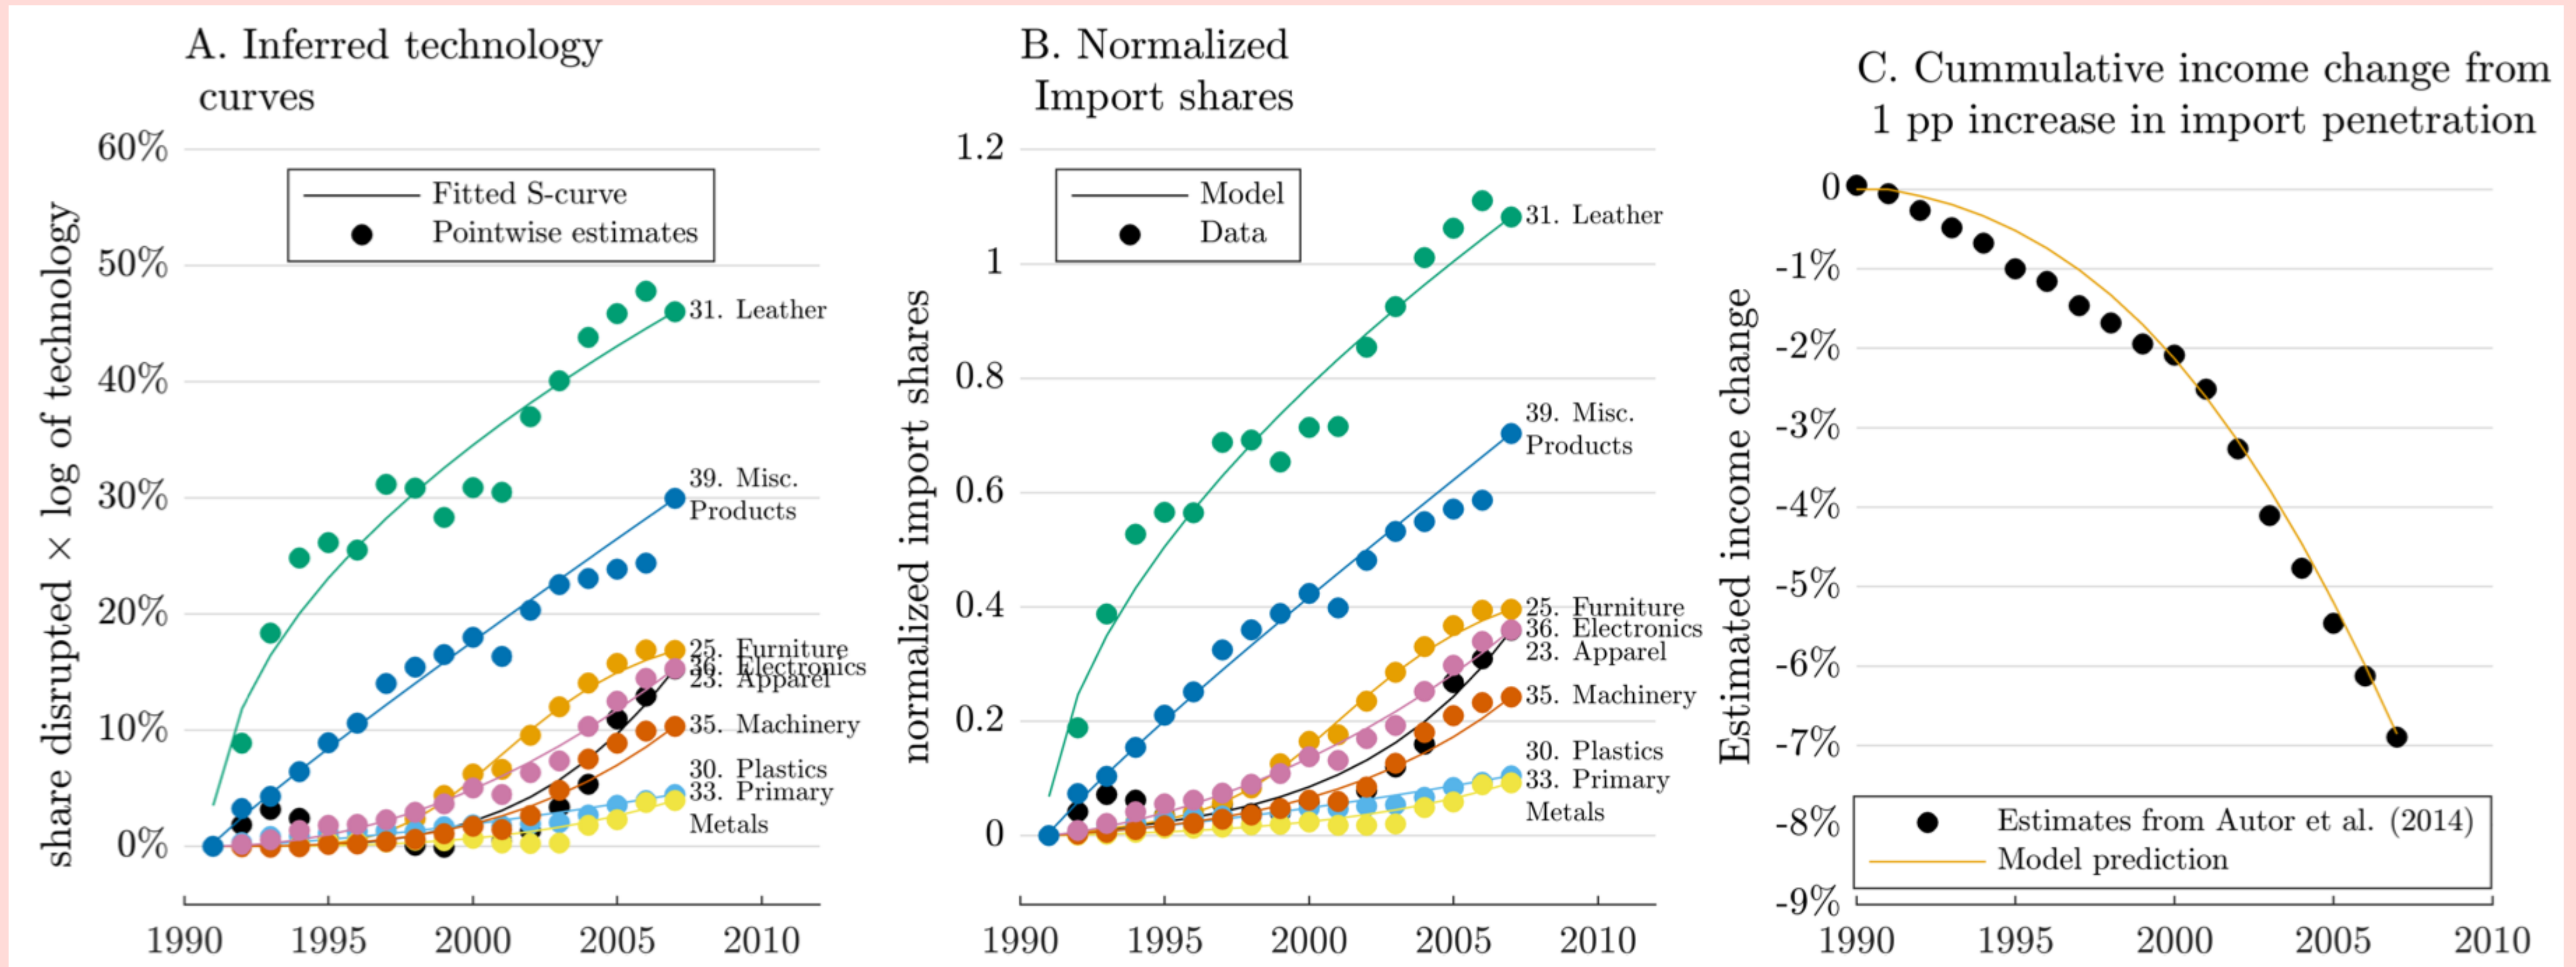 A. Inferred technology
curves
60%
50%
40%
30%
20%
10%
0%
share disrupted × log of technology
Fitted S-curve
Pointwise estimates
31. Leather
39. Misc.
Products
25. Furniture
36. Electronics
23. Apparel
35. Machinery
30. Plastics
33. Primary
Metals
1990 1995 2000 2005 2010
B. Normalized
Import shares
1.2
1
0.8
0.6
0.4
0.2
0
normalized import shares
Model
Data
31. Leather
39. Misc.
Products
25. Furniture
36. Electronics
23. Apparel
35. Machinery
30. Plastics
33. Primary
Metals
1990 1995 2000 2005 2010
C. Cummulative income change from
1 pp increase in import penetration
0
-1%
-2%
-3%
-4%
-5%
-6%
-7%
-8%
-9%
Estimated income change
Estimates from Autor et al. (2014)
Model prediction
1990 1995 2000 2005 2010